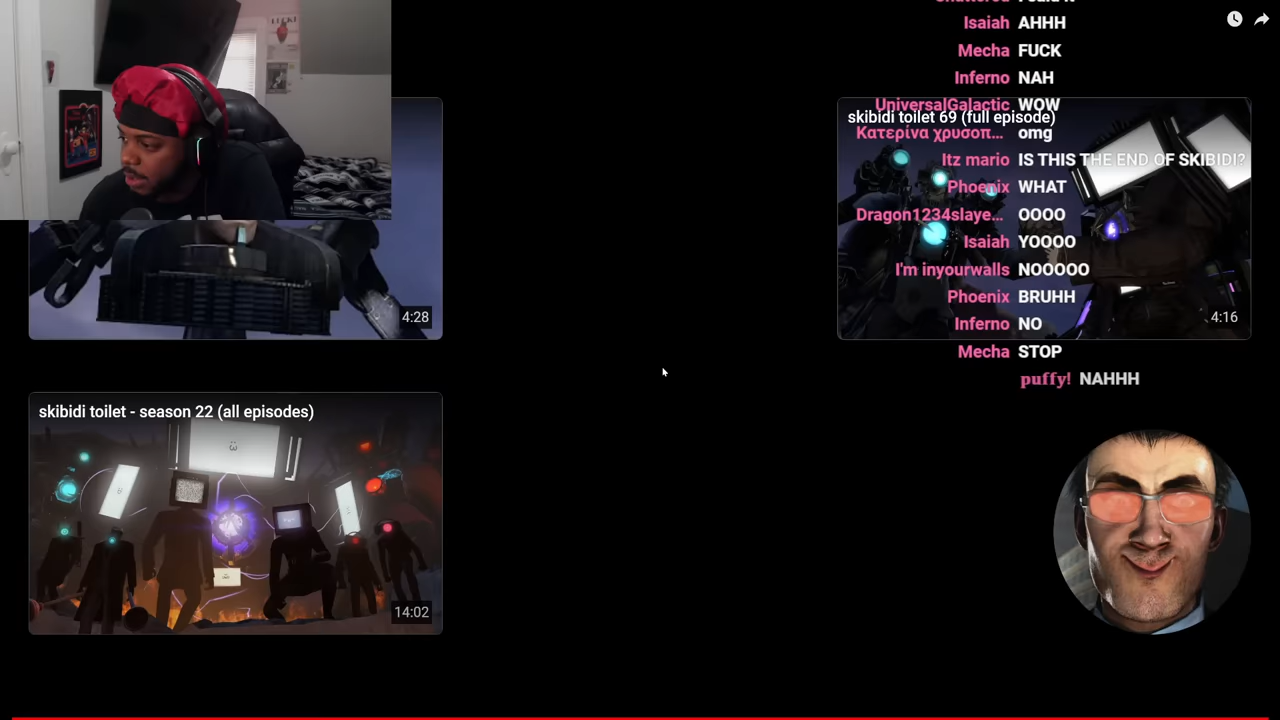 LUCKI
Isaiah AHHH
Mecha FUCK
Inferno NAH
UniversalGalactic WOW
skibidi toilet 69 (full episode)
Κατερίνα χρυσοπ… omg
Itz mario IS THIS THE END OF SKIBIDI?
Phoenix WHAT
Dragon1234slaye… OOOO
Isaiah YOOOO
I'm inyourwalls NOOOOO
Phoenix BRUHH
4:28
4:16
Inferno NO
Mecha STOP
puffy! NAHHH
skibidi toilet - season 22 (all episodes)
14:02